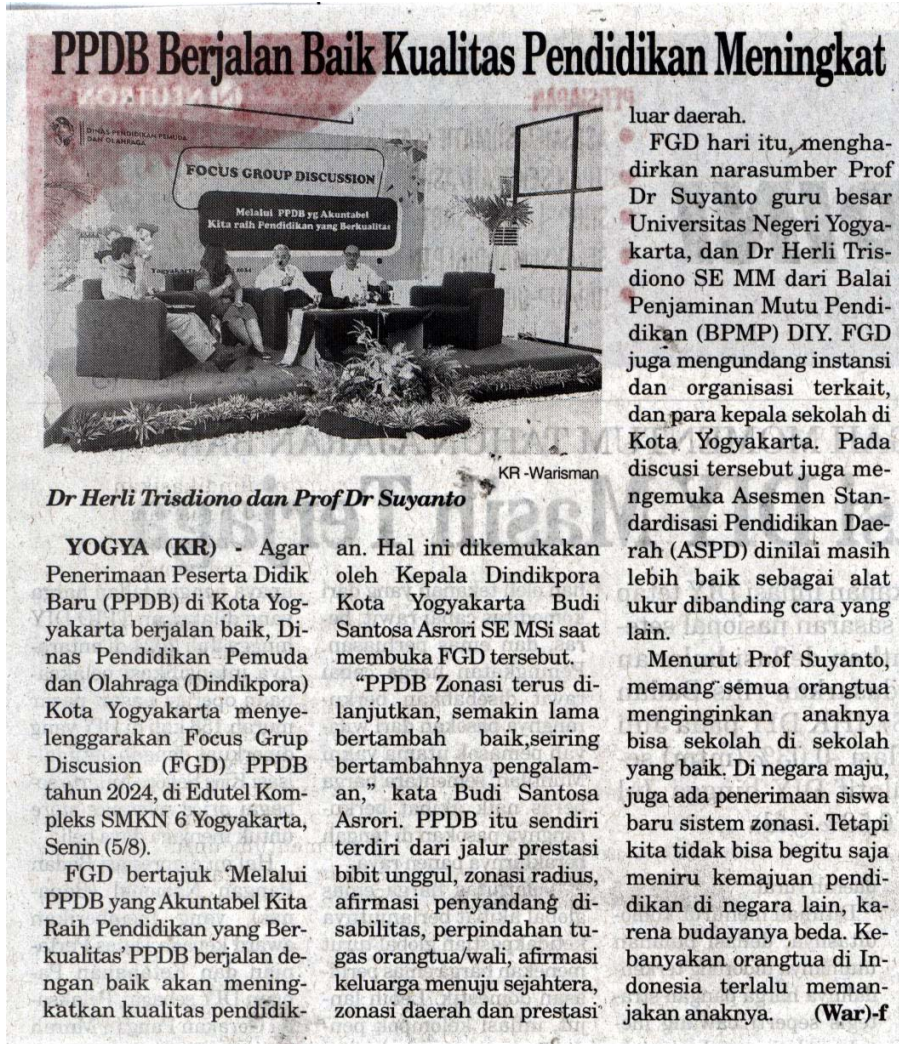 PPDB Berjalan Baik Kualitas Pendidikan Meningkat
DINAS PENDIDIKAN PEMUDA
DAN OLAHRAGA
FOCUS GROUP DISCUSSION
Melalui PPDB yg Akuntabel
Kita raih Pendidikan yang Berkualitas
Yogyakarta
2024
KR -Warisman
Dr Herli Trisdiono dan Prof Dr Suyanto
YOGYA (KR) - Agar
Penerimaan Peserta Didik
Baru (PPDB) di Kota Yog-
yakarta berjalan baik, Di-
nas Pendidikan Pemuda
dan Olahraga (Dindikpora)
Kota Yogyakarta menye-
lenggarakan Focus Grup
Discusion (FGD) PPDB
tahun 2024, di Edutel Kom-
pleks SMKN 6 Yogyakarta,
Senin (5/8).
FGD bertajuk ‘Melalui
PPDB yang Akuntabel Kita
Raih Pendidikan yang Ber-
kualitas’ PPDB berjalan de-
ngan baik akan mening-
katkan kualitas pendidik-
an. Hal ini dikemukakan
oleh Kepala Dindikpora
Kota Yogyakarta Budi
Santosa Asrori SE MSi saat
membuka FGD tersebut.
“PPDB Zonasi terus di-
lanjutkan, semakin lama
bertambah baik,seiring
bertambahnya pengalam-
an,” kata Budi Santosa
Asrori. PPDB itu sendiri
terdiri dari jalur prestasi
bibit unggul, zonasi radius,
afirmasi penyandang di-
sabilitas, perpindahan tu-
gas orangtua/wali, afirmasi
keluarga menuju sejahtera,
zonasi daerah dan prestasi
luar daerah.
FGD hari itu, mengha-
dirkan narasumber Prof
Dr Suyanto guru besar
Universitas Negeri Yogya-
karta, dan Dr Herli Tris-
diono SE MM dari Balai
Penjaminan Mutu Pendi-
dikan (BPMP) DIY. FGD
juga mengundang instansi
dan organisasi terkait,
dan para kepala sekolah di
Kota Yogyakarta. Pada
discusi tersebut juga me-
ngemuka Asesmen Stan-
dardisasi Pendidikan Dae-
rah (ASPD) dinilai masih
lebih baik sebagai alat
ukur dibanding cara yang
lain.
Menurut Prof Suyanto,
memang semua orangtua
menginginkan anaknya
bisa sekolah di sekolah
yang baik. Di negara maju,
juga ada penerimaan siswa
baru sistem zonasi. Tetapi
kita tidak bisa begitu saja
meniru kemajuan pendi-
dikan di negara lain, ka-
rena budayanya beda. Ke-
banyakan orangtua di In-
donesia terlalu meman-
jakan anaknya. (War)-f